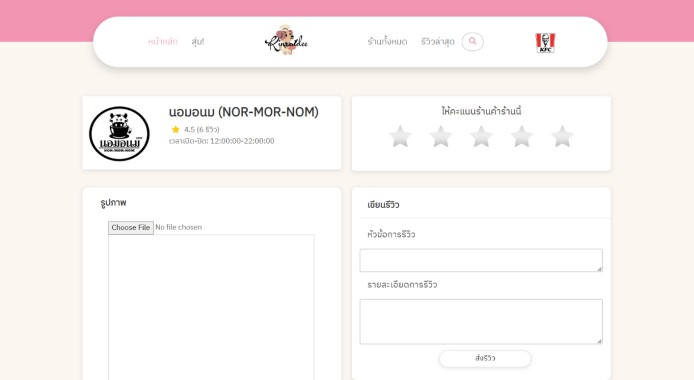 หน้าหลัก
สุ่ม!
ร้านทั้งหมด
รีวิวล่าสุด
KFC
นอมอนม
NOR-MOR-NOM
นอมอนม (NOR-MOR-NOM)
4.5 (6 รีวิว)
เวลาเปิด-ปิด: 12:00:00-22:00:00
ให้คะแนนร้านค้าร้านนี้
รูปภาพ
Choose File No file chosen
เขียนรีวิว
หัวข้อการรีวิว
รายละเอียดการรีวิว
ส่งรีวิว